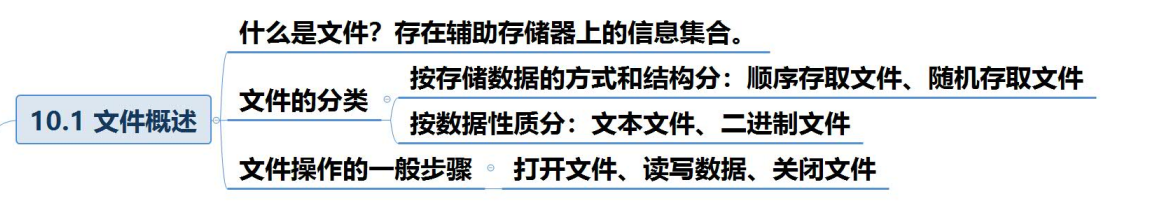 什么是文件？存在辅助存储器上的信息集合。
按存储数据的方式和结构分：顺序存取文件、随机存取文件
文件的分类
10.1 文件概述
按数据性质分：文本文件、二进制文件
文件操作的一般步骤 打开文件、读写数据、关闭文件